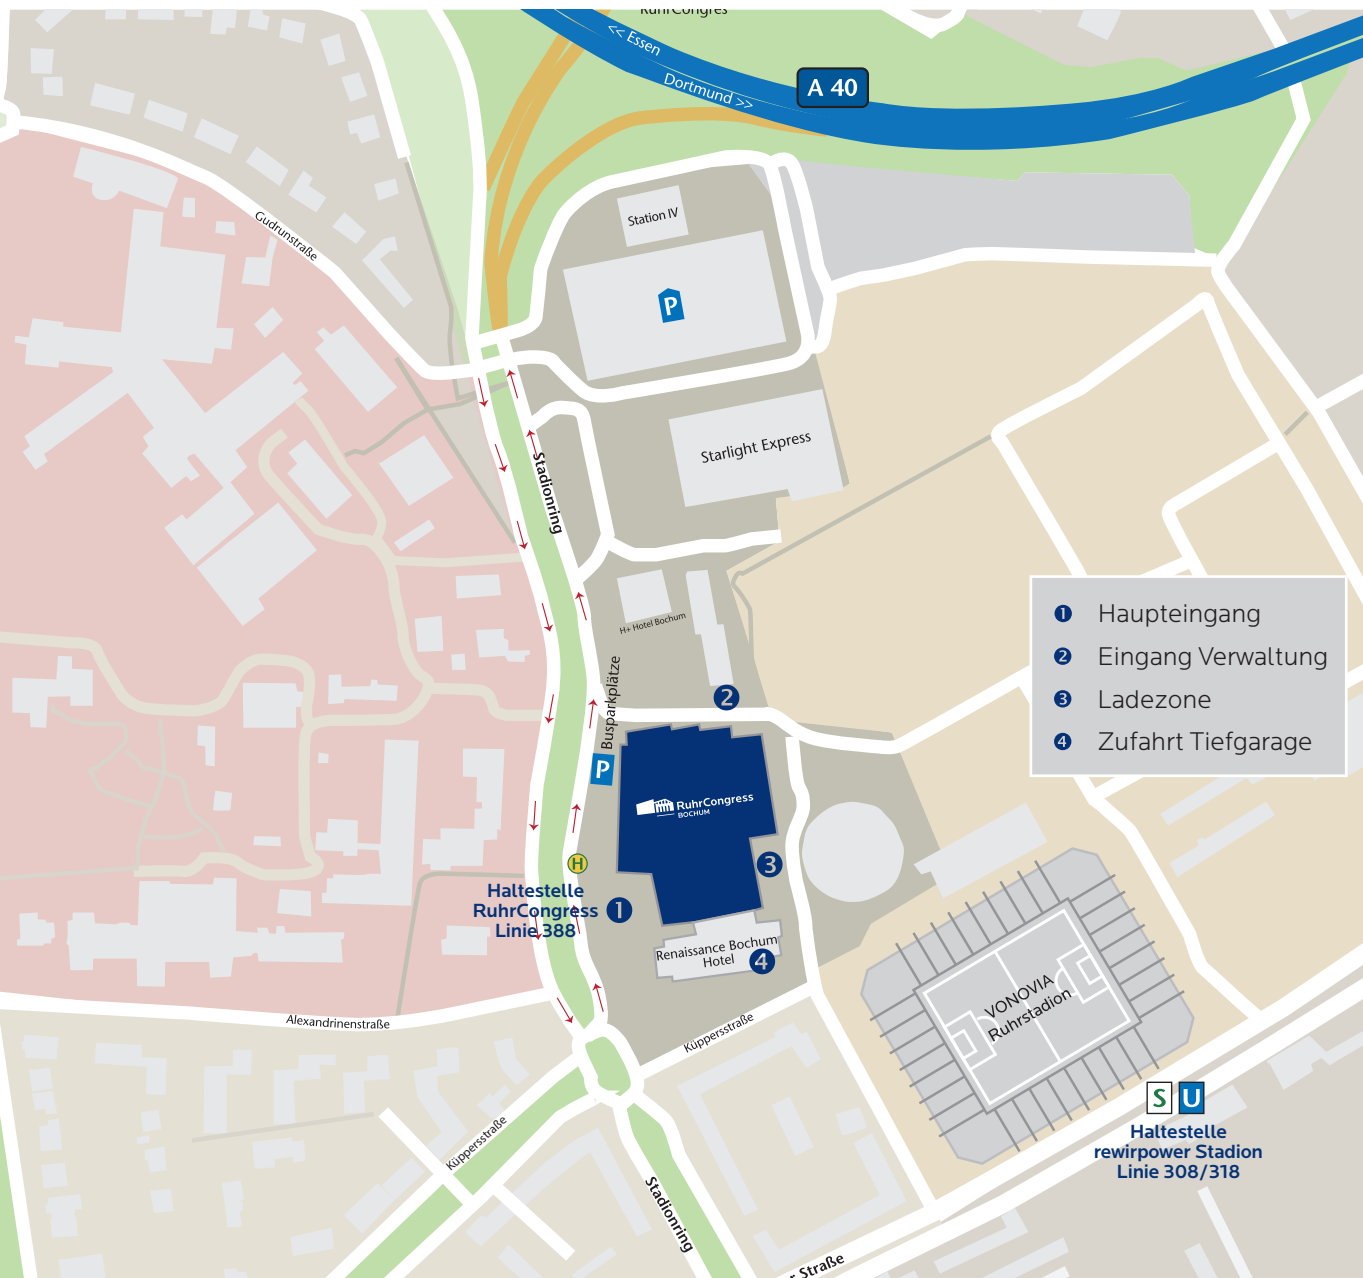 RuhrCongres
<< Essen
Dortmund >>
A 40
Gudrunstraße
Station IV
P
Starlight Express
Stadionring
H+ Hotel Bochum
1 Haupteingang
2 Eingang Verwaltung
3 Ladezone
4 Zufahrt Tiefgarage
Busparkplätze
2
P
RuhrCongress
BOCHUM
H
3
Haltestelle
RuhrCongress
Linie 388
1
Renaissance Bochum
Hotel
4
VONOVIA
Ruhrstadion
Alexandrinenstraße
Küppersstraße
S U
Haltestelle
rewirpower Stadion
Linie 308/318
Küppersstraße
Stadionring
r Straße